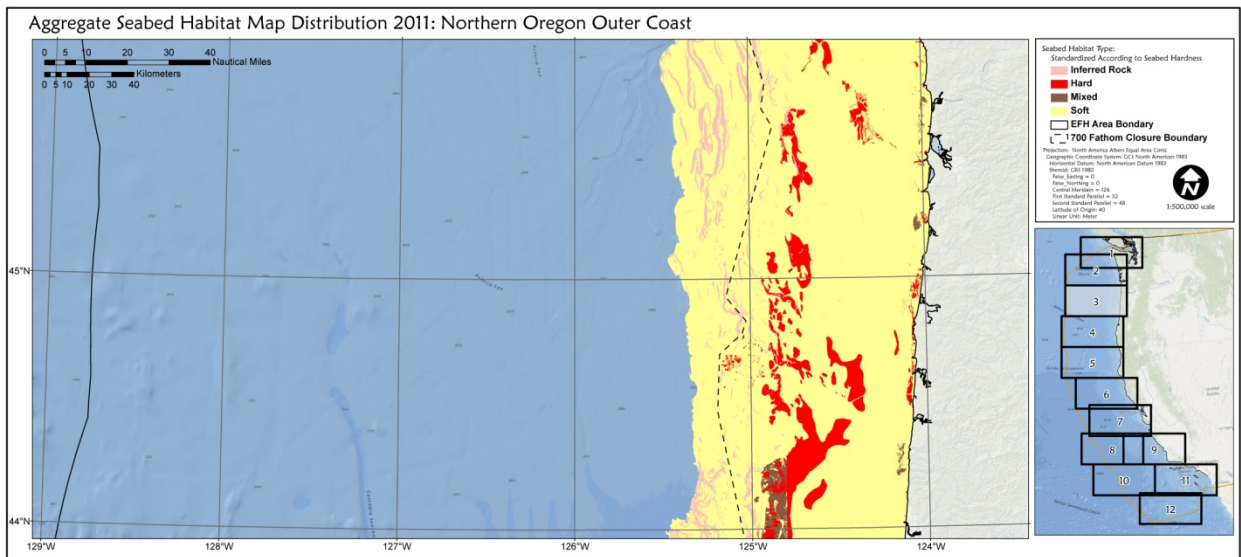 Aggregate Seabed Habitat Map Distribution 2011: Northern Oregon Outer Coast
0 5 10 20 30 40
Nautical Miles
0 5 10 20 30 40
Kilometers
45°N
44°N
129°W 128°W 127°W 126°W 125°W 124°W
Seabed Habitat Type:
Standardized According to Seabed Hardness
Inferred Rock
Hard
Mixed
Soft
EFH Area Bondary
700 Fathom Closure Boundary
Projection: North America Albers Equal Area Conic
Geographic Coordinate System: GCS North American 1983
Horizontal Datum: North American Datum 1983
Spheroid: GRS 1980
False_Easting = 0
False_Northing = 0
Central Meridain =-126
First Standard Parallel = 32
Second Standard Parallel = 48
Latitude of Origin: 40
Linear Unit: Meter
N
1:500,000 scale
1
2
3
4
5
6
7
8 9
10 11
12